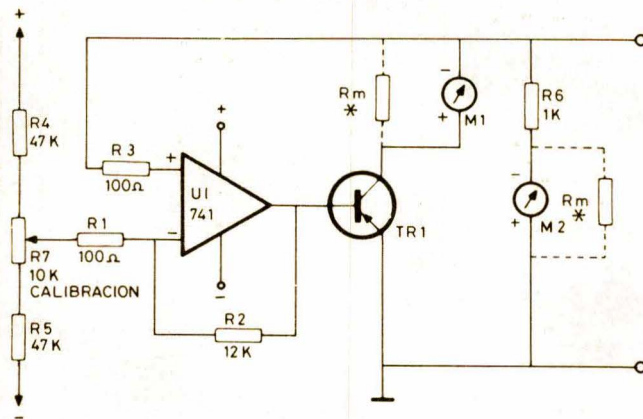 +
R4
47K
R3
100Ω
+
U1
741
+
-
-
R1
100Ω
R7
10K
CALIBRACION
R5
47K
-
R2
12K
TR1
Rm
*
-
+
M1
R6
1K
-
+
M2
Rm
*